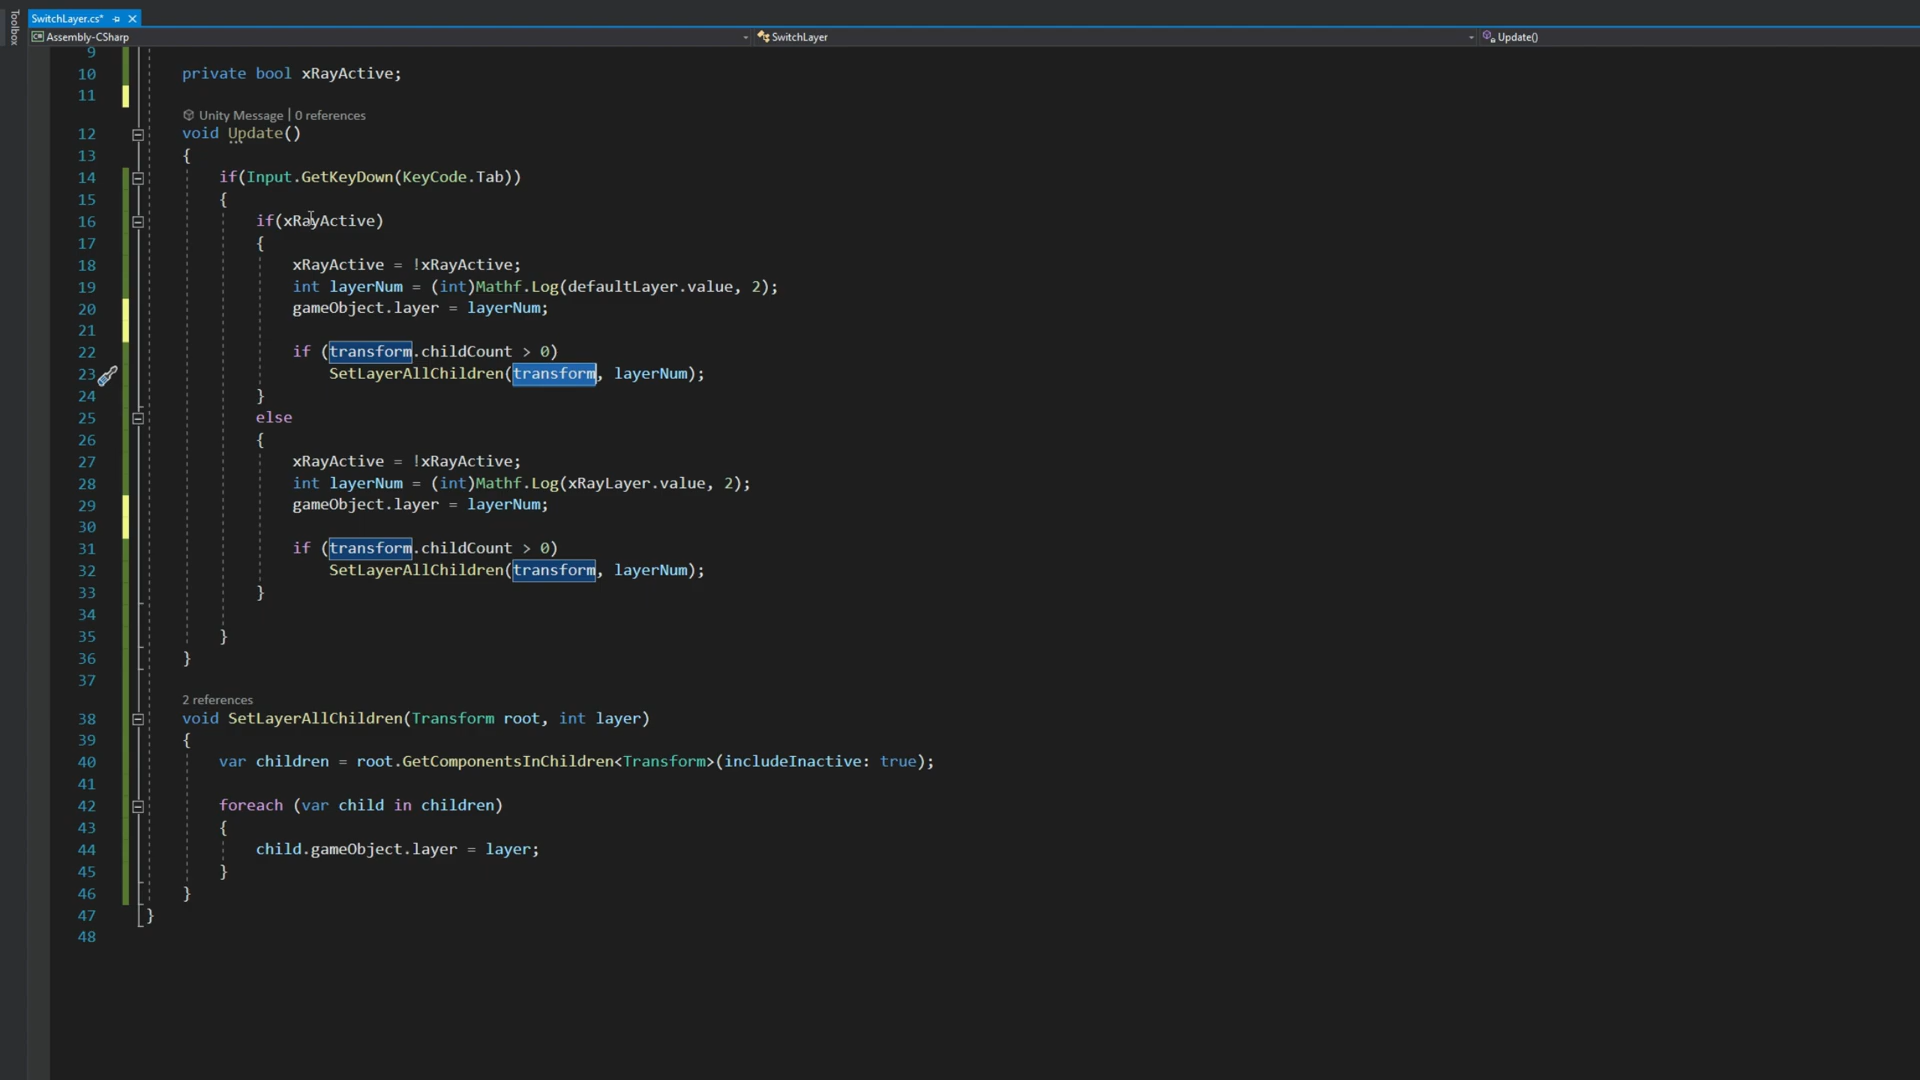 Toolbox
SwitchLayer.cs*
Assembly-CSharp
SwitchLayer
Update()
9
10 private bool xRayActive;
11
Unity Message | 0 references
12 void Update()
13 {
14 if(Input.GetKeyDown(KeyCode.Tab))
15 {
16 if(xRayActive)
17 {
18 xRayActive = !xRayActive;
19 int layerNum = (int)Mathf.Log(defaultLayer.value, 2);
20 gameObject.layer = layerNum;
21
22 if (transform.childCount > 0)
23 SetLayerAllChildren(transform, layerNum);
24 }
25 else
26 {
27 xRayActive = !xRayActive;
28 int layerNum = (int)Mathf.Log(xRayLayer.value, 2);
29 gameObject.layer = layerNum;
30
31 if (transform.childCount > 0)
32 SetLayerAllChildren(transform, layerNum);
33 }
34
35 }
36 }
37
2 references
38 void SetLayerAllChildren(Transform root, int layer)
39 {
40 var children = root.GetComponentsInChildren<Transform>(includeInactive: true);
41
42 foreach (var child in children)
43 {
44 child.gameObject.layer = layer;
45 }
46 }
47 }
48